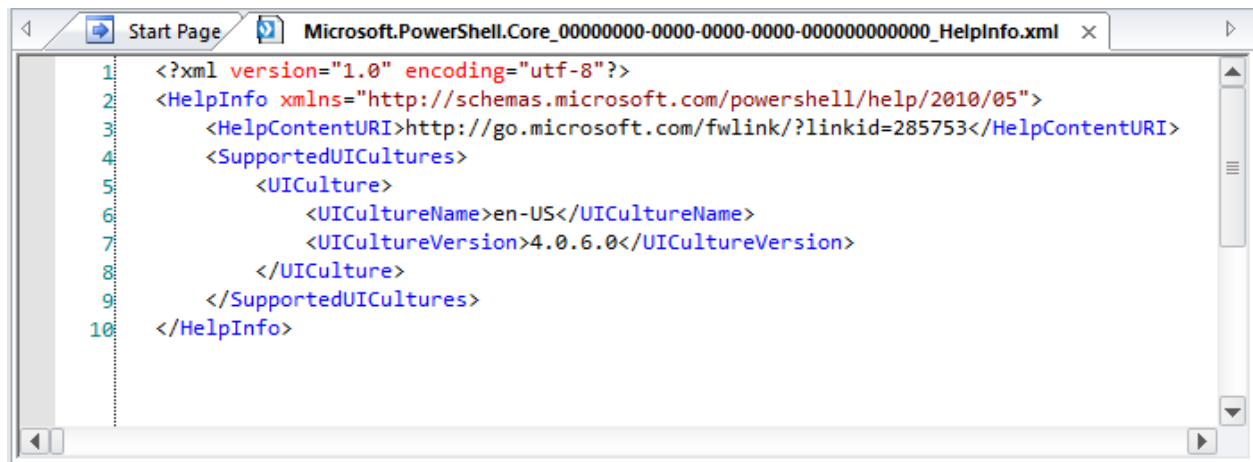 Start Page Microsoft.PowerShell.Core_00000000-0000-0000-0000-000000000000_HelpInfo.xml
1 <?xml version="1.0" encoding="utf-8"?>
2 <HelpInfo xmlns="http://schemas.microsoft.com/powershell/help/2010/05">
3     <HelpContentURI>http://go.microsoft.com/fwlink/?linkid=285753</HelpContentURI>
4     <SupportedUICultures>
5         <UICulture>
6             <UICultureName>en-US</UICultureName>
7             <UICultureVersion>4.0.6.0</UICultureVersion>
8         </UICulture>
9     </SupportedUICultures>
10 </HelpInfo>